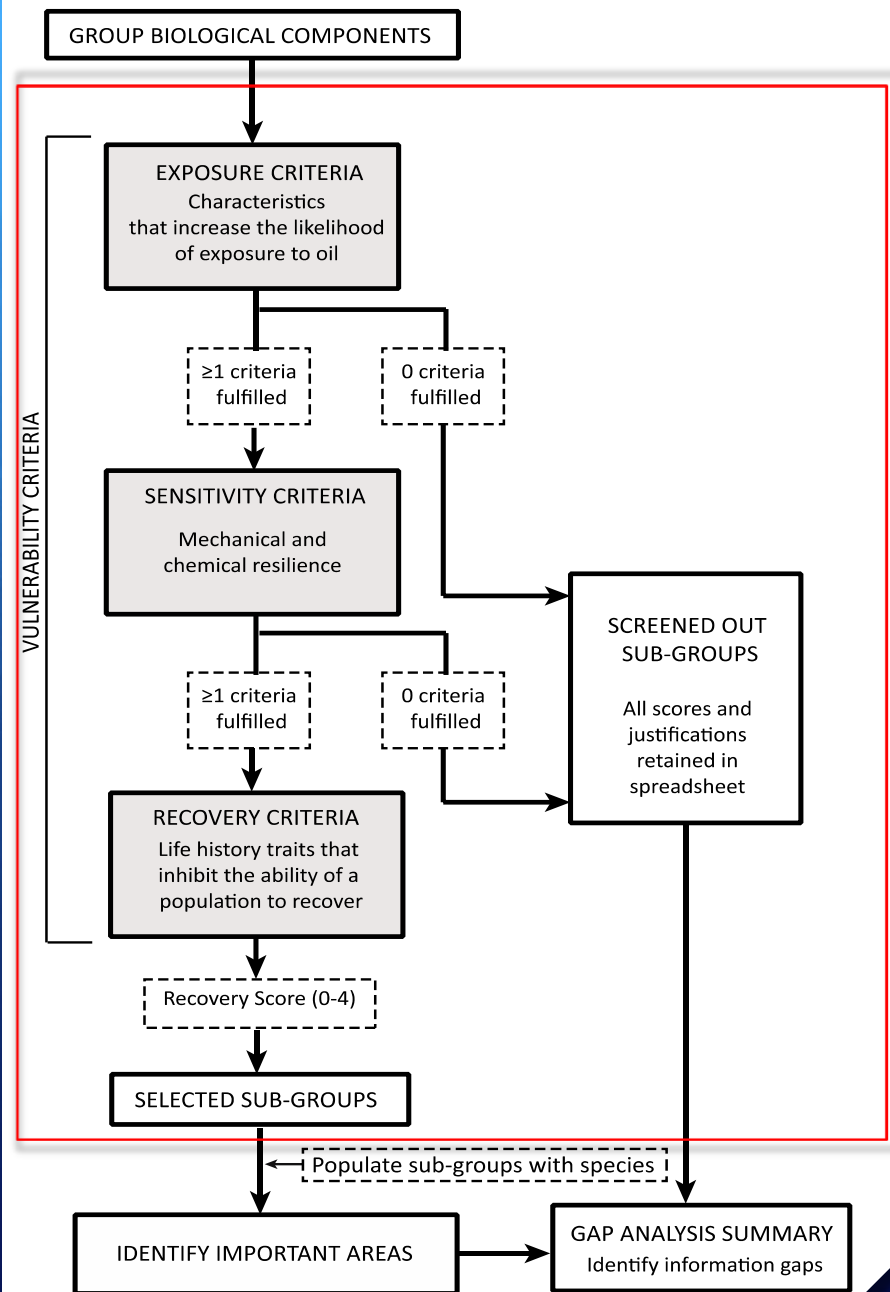 GROUP BIOLOGICAL COMPONENTS
VULNERABILITY CRITERIA
EXPOSURE CRITERIA
Characteristics
that increase the likelihood
of exposure to oil
≥1 criteria
fulfilled
0 criteria
fulfilled
SENSITIVITY CRITERIA
Mechanical and
chemical resilience
≥1 criteria
fulfilled
0 criteria
fulfilled
SCREENED OUT
SUB-GROUPS
All scores and
justifications
retained in
spreadsheet
RECOVERY CRITERIA
Life history traits that
inhibit the ability of a
population to recover
Recovery Score (0-4)
SELECTED SUB-GROUPS
Populate sub-groups with species
IDENTIFY IMPORTANT AREAS
GAP ANALYSIS SUMMARY
Identify information gaps